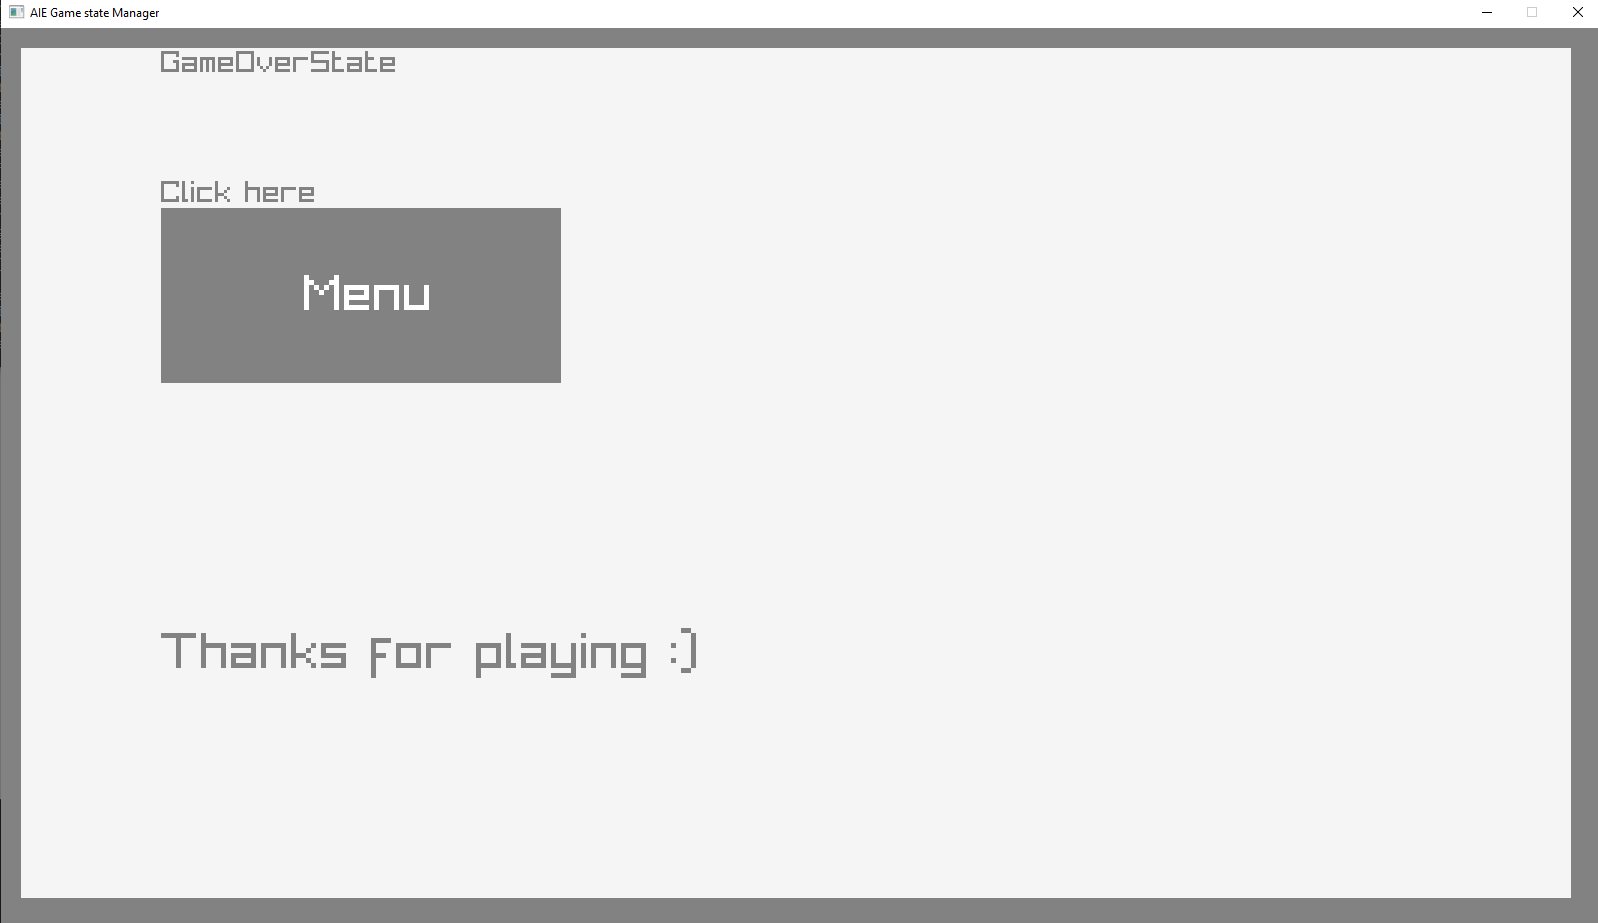 AIE Game state Manager
GameOverState
Click here
Menu
Thanks for playing :)